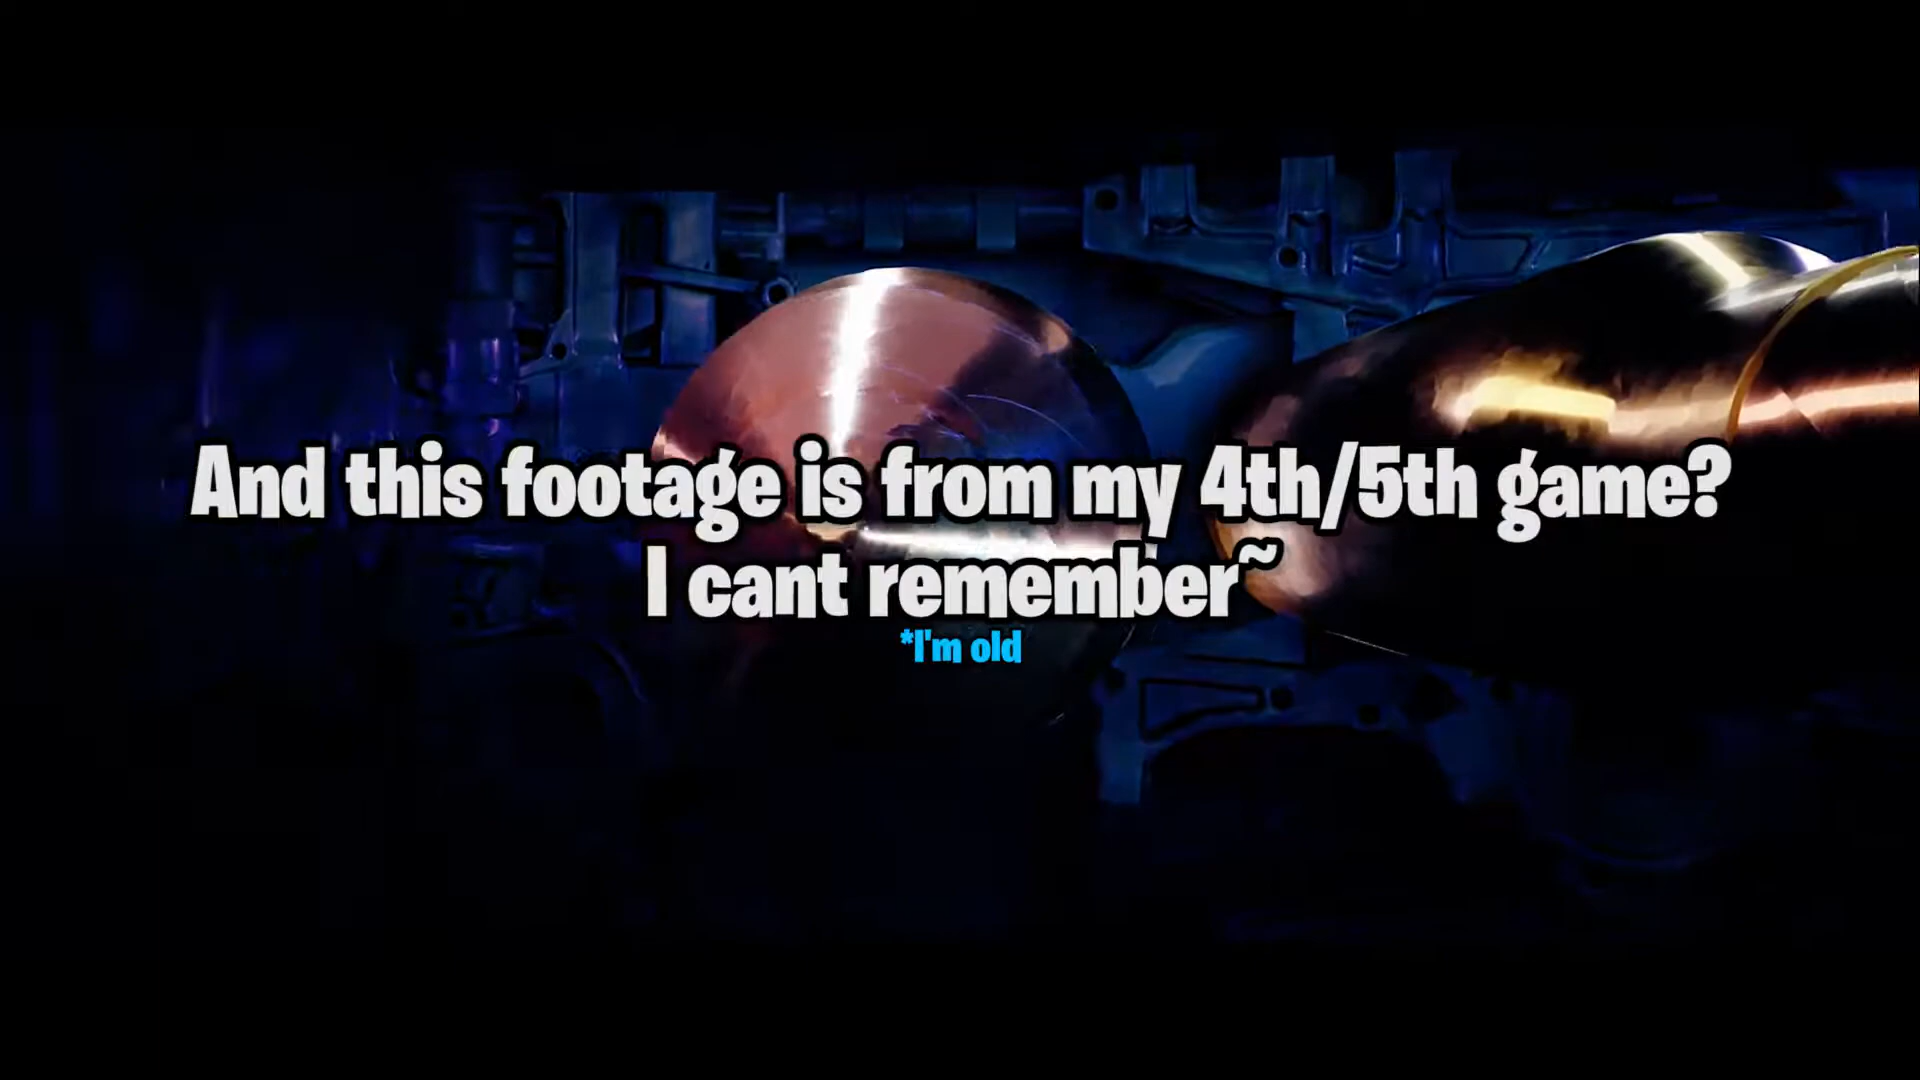 And this footage is from my 4th/5th game?
I cant remember~
*I'm old